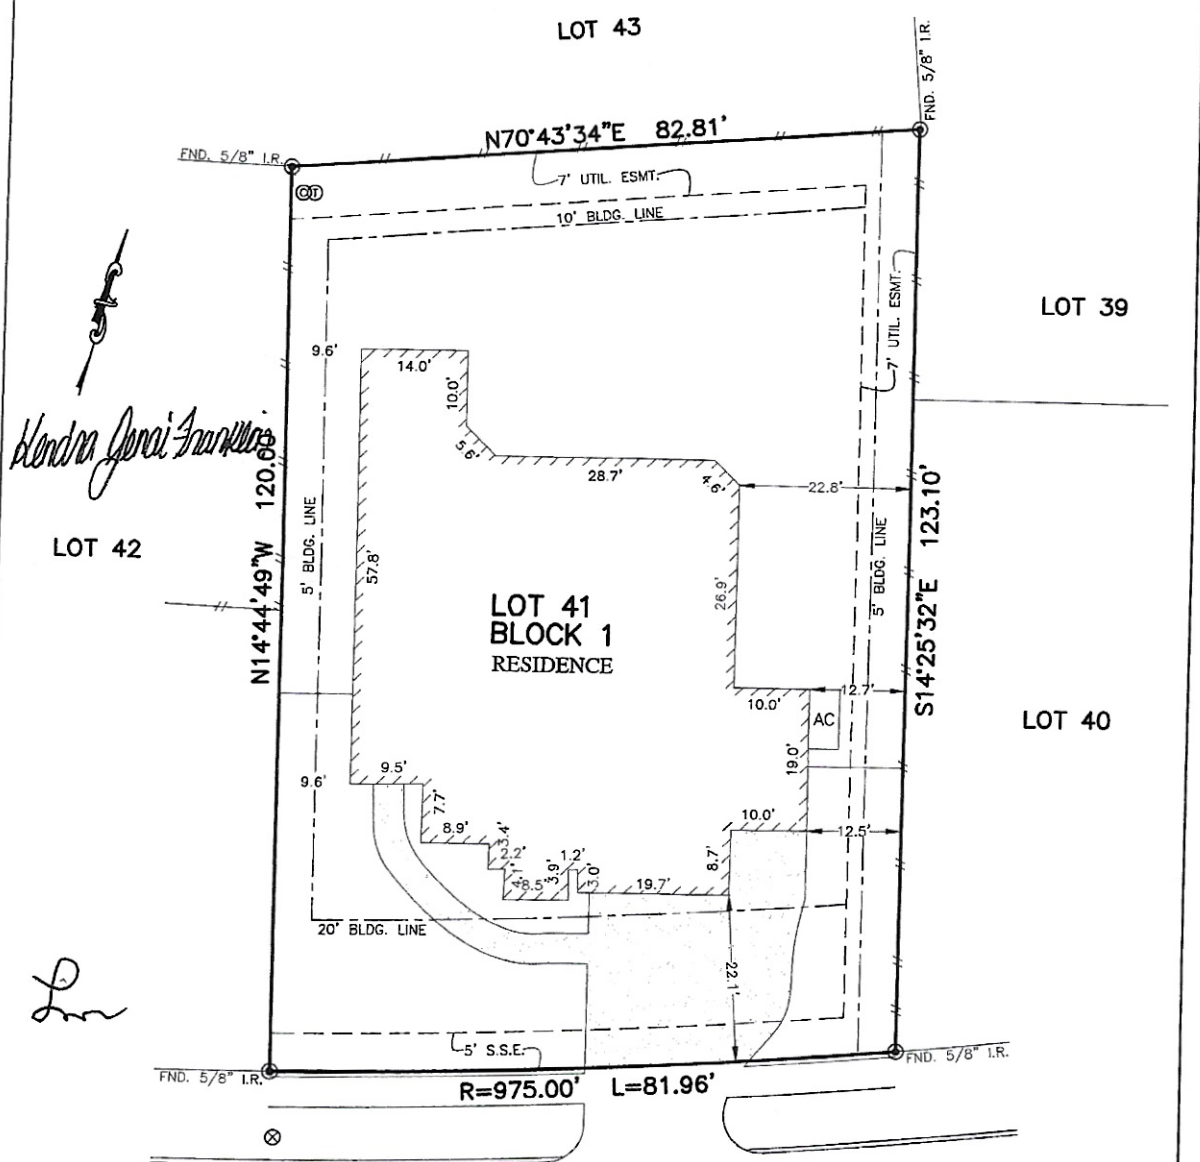 LOT 43
FND. 5/8" I.R.
N70°43'34"E 82.81'
FND. 5/8" I.R.
7' UTIL. ESMT.
10' BLDG. LINE
7' UTIL. ESMT.
LOT 39
9.6'
14.0'
10.0'
5.6'
28.7'
4.6'
22.8'
Kendra Genai Franklin
N14°44'49"W 120.00'
S14°25'32"E 123.10'
LOT 42
5' BLDG. LINE
57.8'
26.9'
5' BLDG. LINE
LOT 41
BLOCK 1
RESIDENCE
12.7'
10.0'
AC
LOT 40
19.0'
9.6'
9.5'
7.7'
8.9'
3.4'
2.2'
4.1'
8.5'
3.9'
1.2'
3.0'
19.7'
8.7'
10.0'
12.5'
20' BLDG. LINE
22.1'
5' S.S.E.
FND. 5/8" I.R.
FND. 5/8" I.R.
R=975.00' L=81.96'